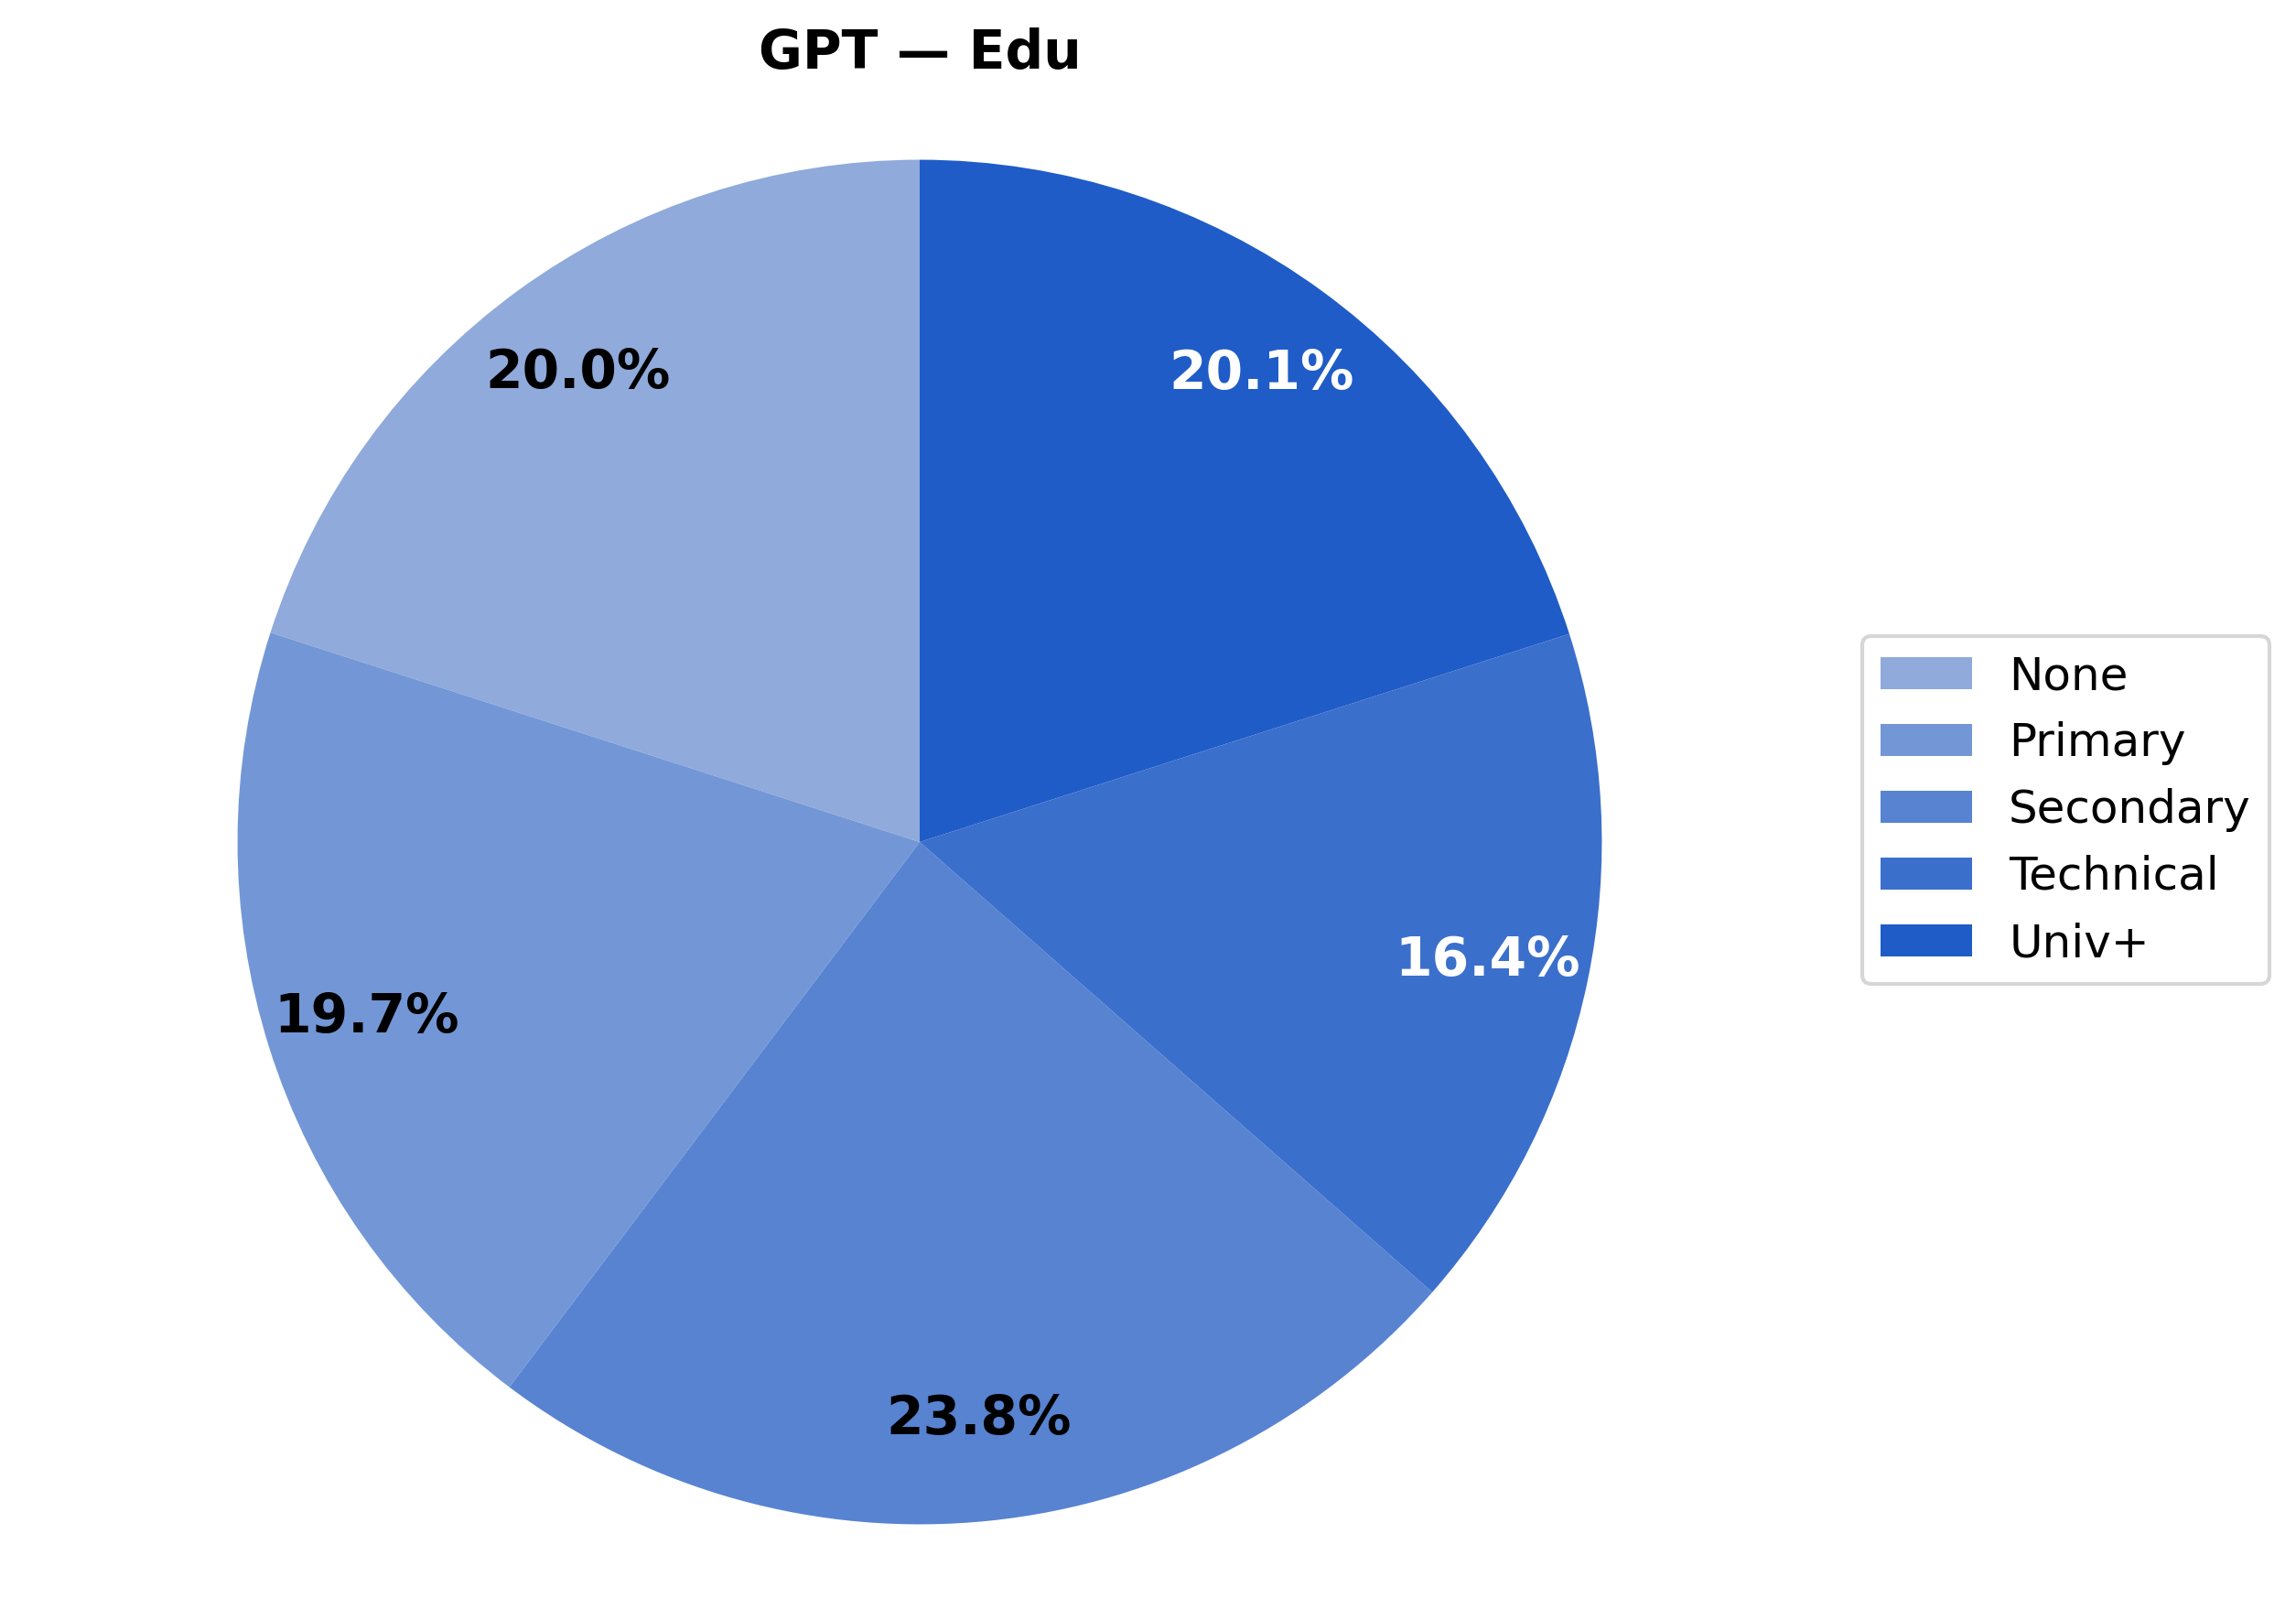 GPT — Edu
20.0%
20.1%
16.4%
19.7%
23.8%
None
Primary
Secondary
Technical
Univ+